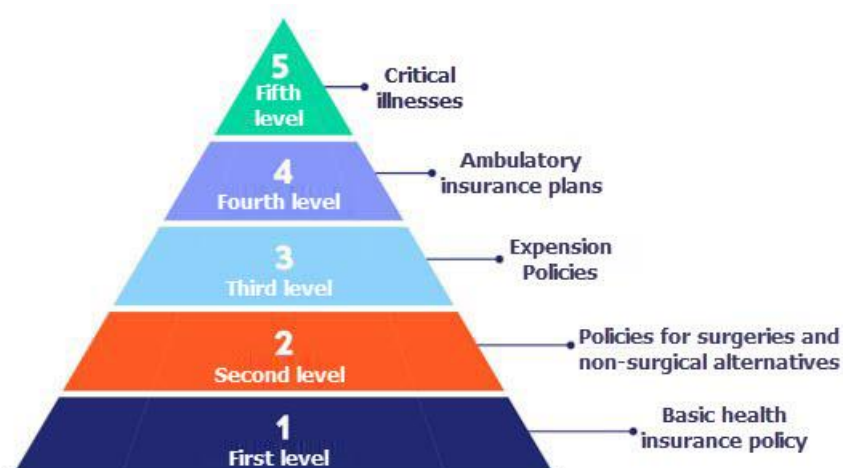 5
Fifth
level
Critical
illnesses
4
Fourth level
Ambulatory
insurance plans
3
Third level
Expension
Policies
2
Second level
Policies for surgeries and
non-surgical alternatives
1
First level
Basic health
insurance policy